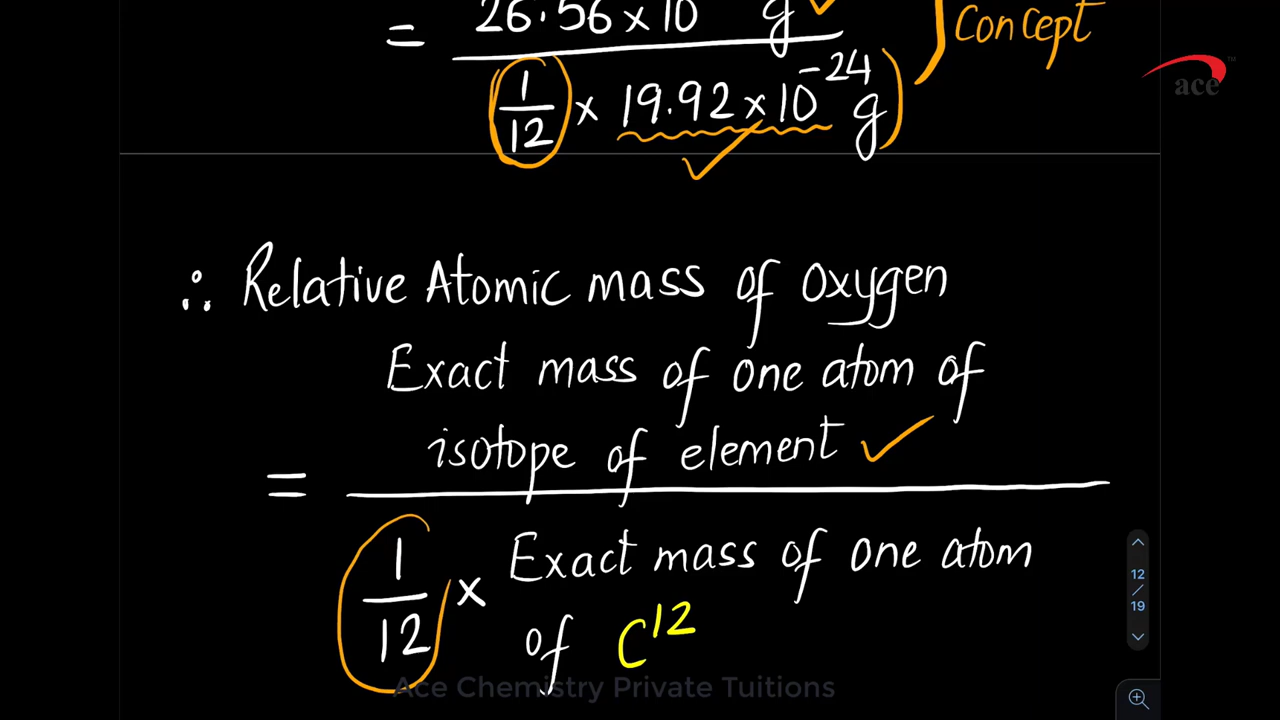 = 26.56 x 10 g
Concept
1/12 x 19.92 x 10⁻²⁴ g
ace™
∴ Relative Atomic mass of Oxygen
Exact mass of one atom of
= isotope of element
1/12 x Exact mass of one atom
of C¹²
12
/
19
Ace Chemistry Private Tuitions